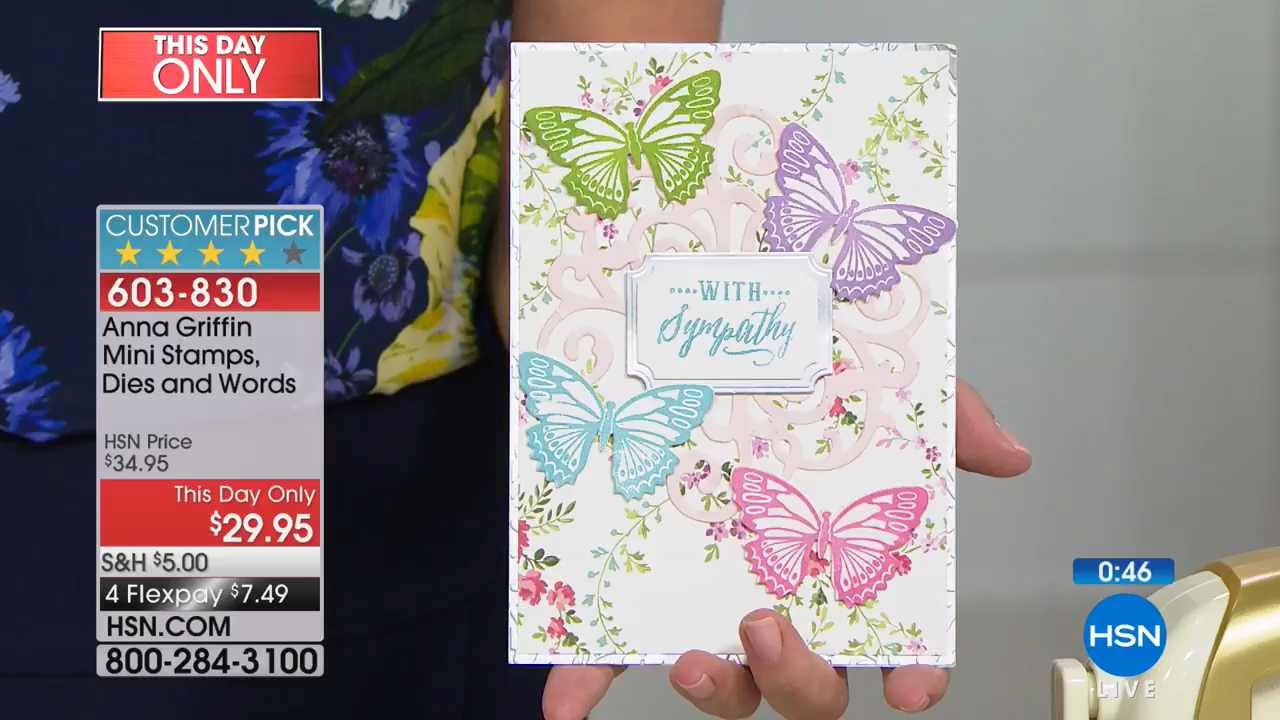 THIS DAY
ONLY
CUSTOMER PICK
603-830
Anna Griffin
Mini Stamps,
Dies and Words
HSN Price
$34.95
This Day Only
$29.95
S&H $5.00
4 Flexpay $7.49
HSN.COM
800-284-3100
WITH
Sympathy
0:46
HSN
LIVE